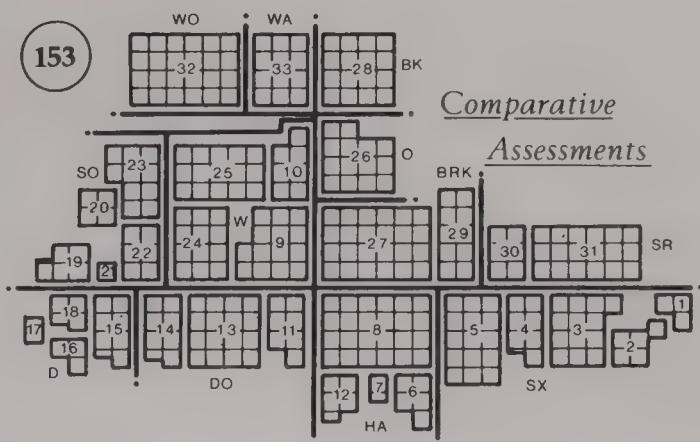 153
WO WA
32 33 28 BK
Comparative
Assessments
SO 23 25 10 26 O
BRK
20
W
24 9 27 29 30 31 SR
19 21 22
17 18 15 14 13 11 8 5 4 3 1
16 2
D
DO
12 7 6
SX
HA